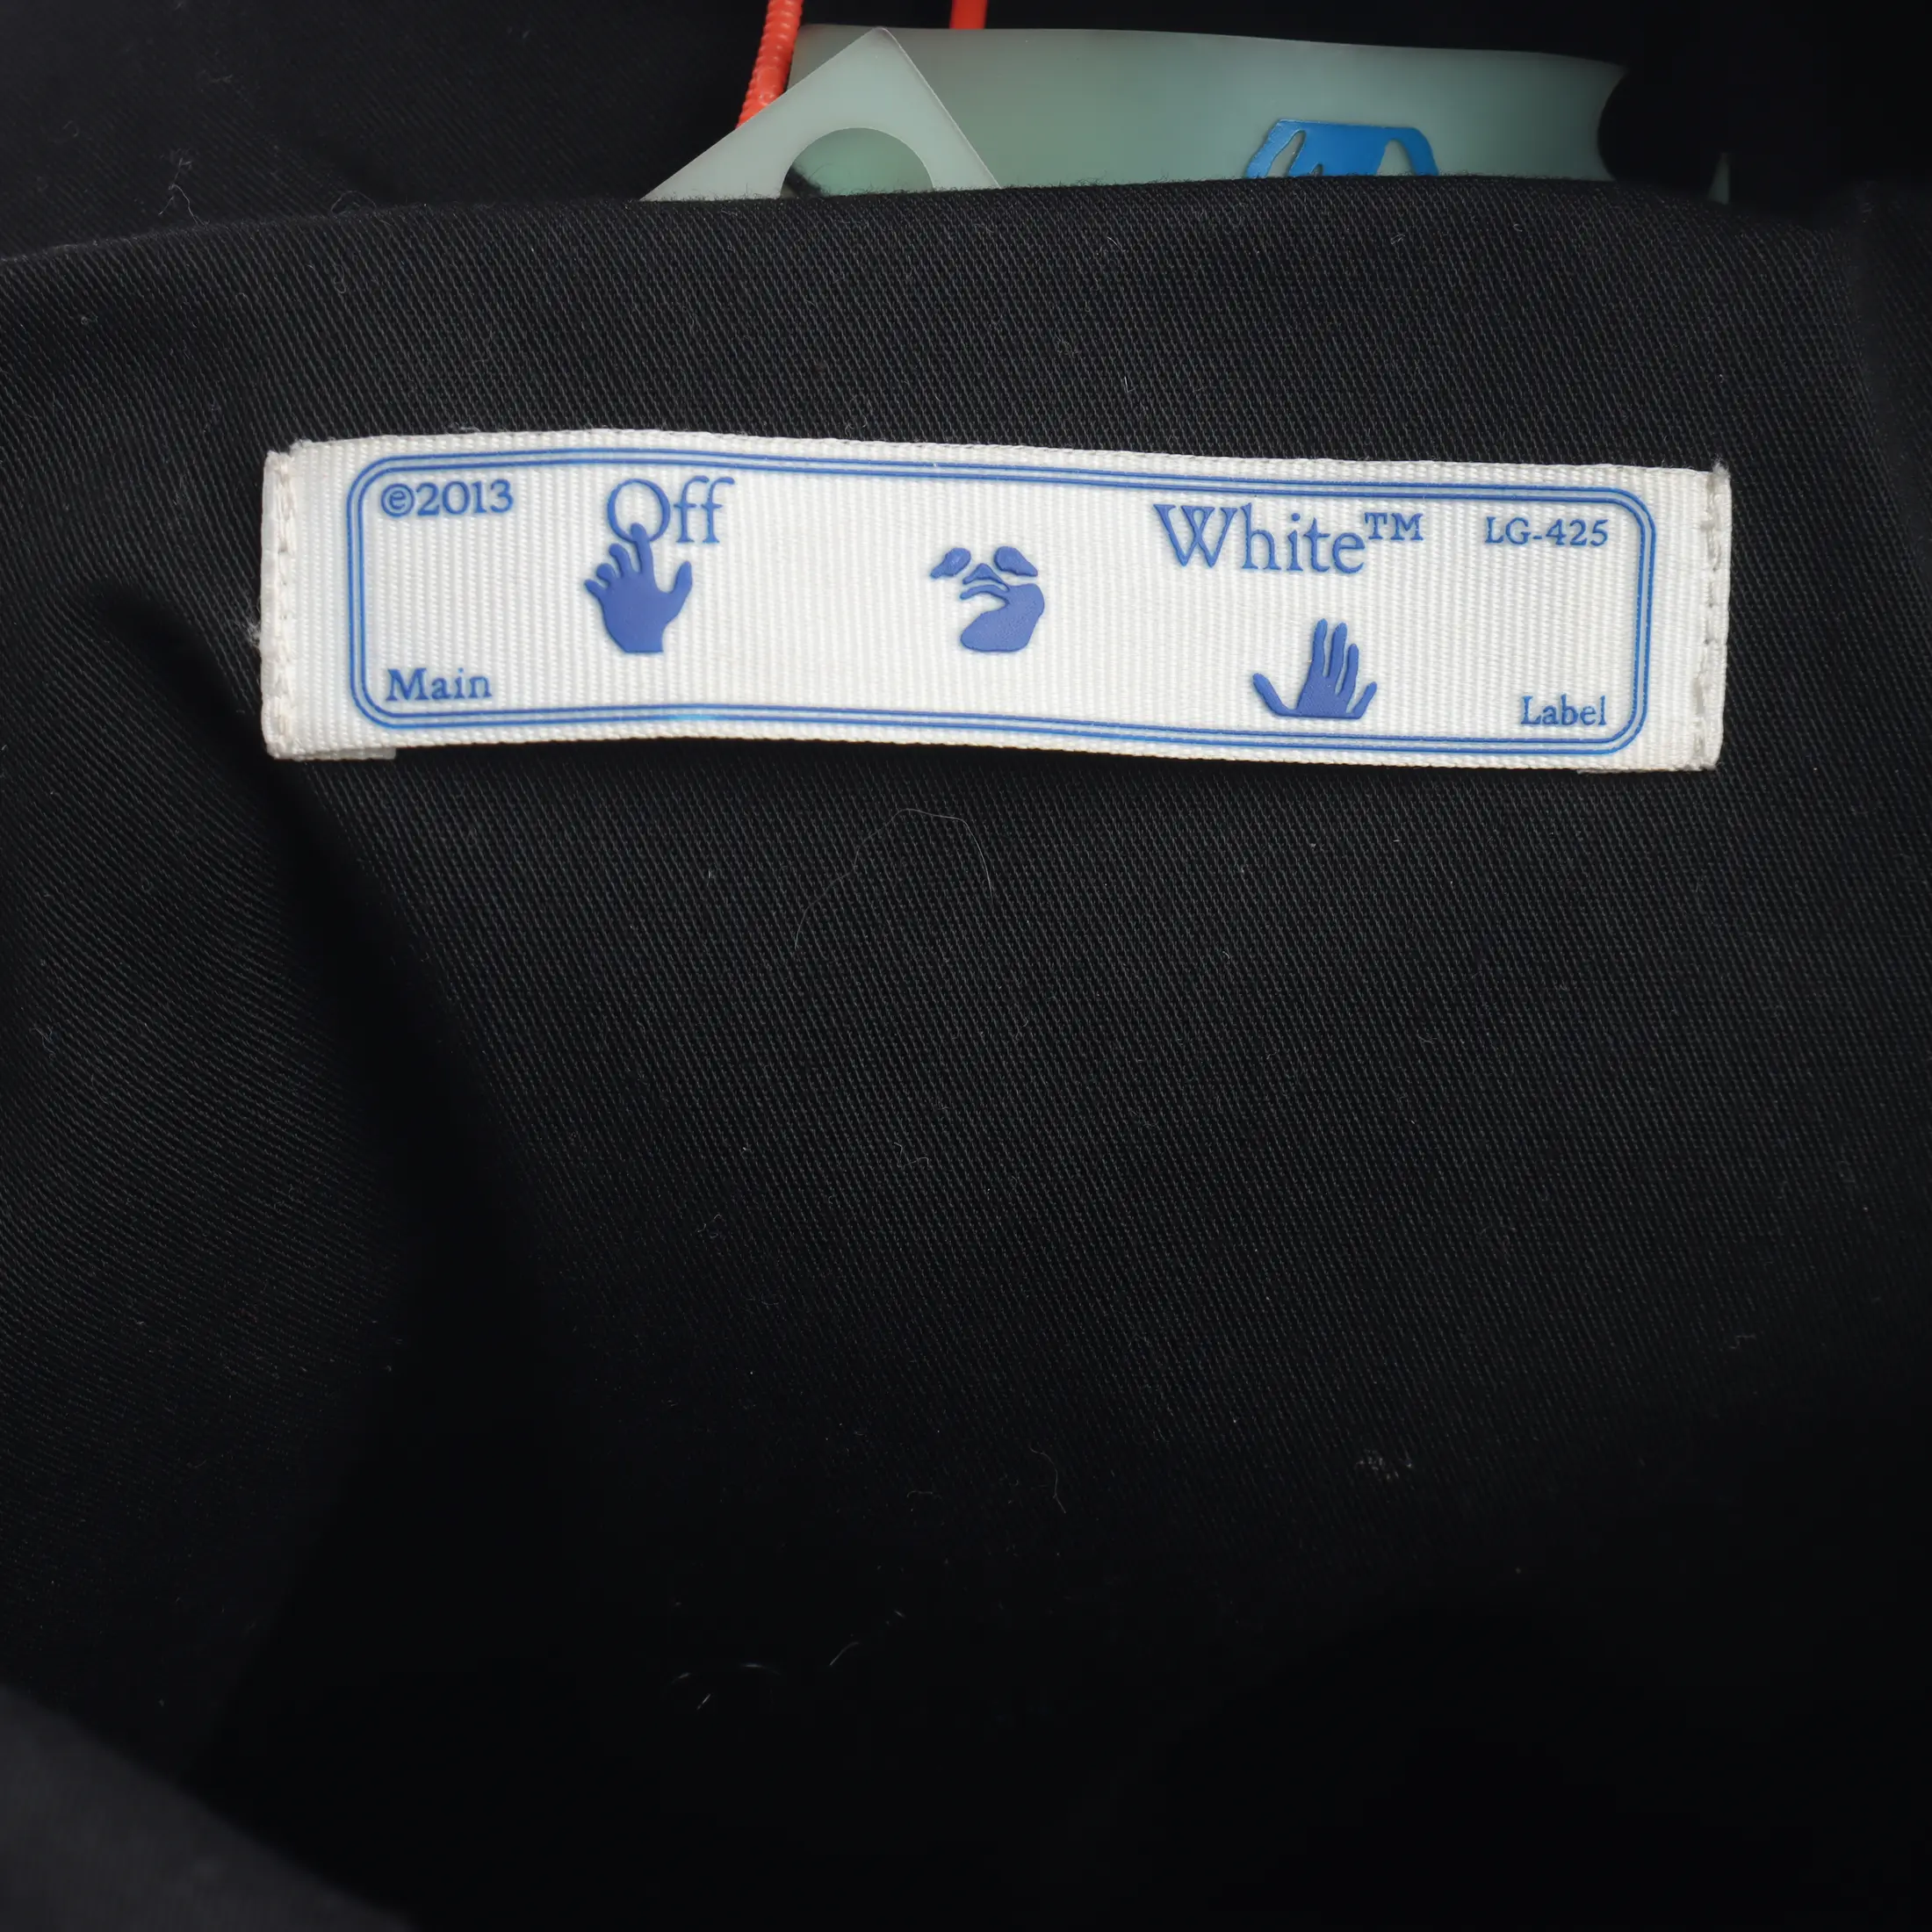 ©2013 Off White™ LG-425
Main Label